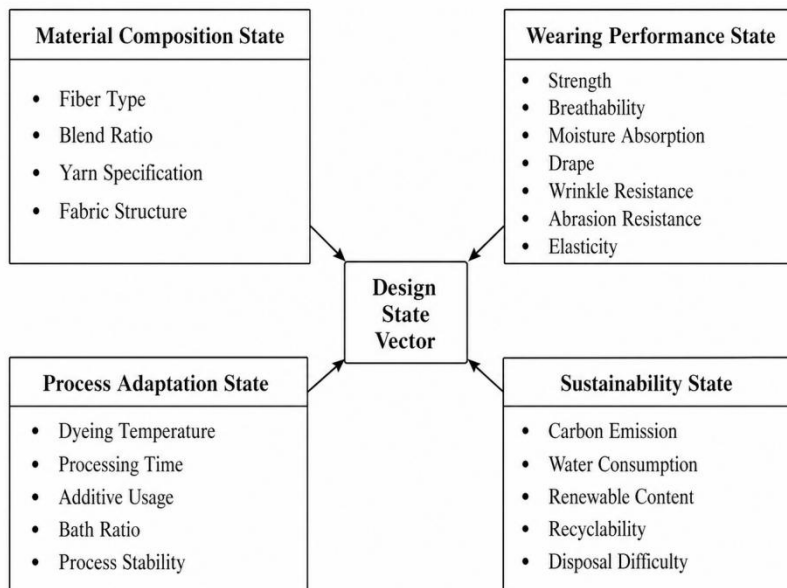 Material Composition State
• Fiber Type
• Blend Ratio
• Yarn Specification
• Fabric Structure
Wearing Performance State
• Strength
• Breathability
• Moisture Absorption
• Drape
• Wrinkle Resistance
• Abrasion Resistance
• Elasticity
Design
State
Vector
Process Adaptation State
• Dyeing Temperature
• Processing Time
• Additive Usage
• Bath Ratio
• Process Stability
Sustainability State
• Carbon Emission
• Water Consumption
• Renewable Content
• Recyclability
• Disposal Difficulty